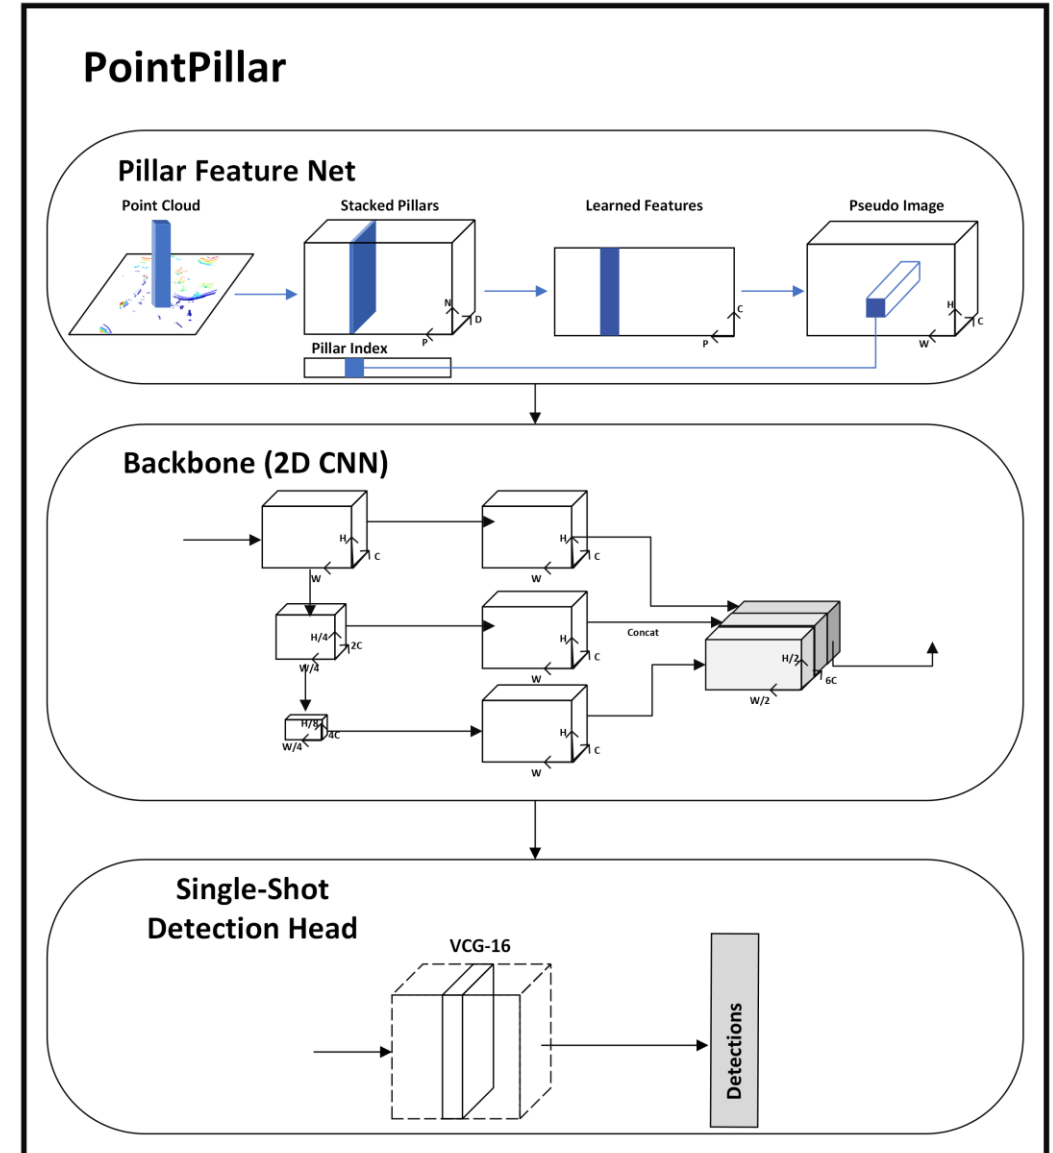 PointPillar
Pillar Feature Net
Point Cloud
Stacked Pillars
Learned Features
Pseudo Image
N
D
P
C
P
H
C
W
Pillar Index
Backbone (2D CNN)
H
C
W
H
C
W
H/4
2C
W/4
H
C
W
Concat
H/8
4C
W/4
H
C
W
H/2
6C
W/2
Single-Shot
Detection Head
VCG-16
Detections